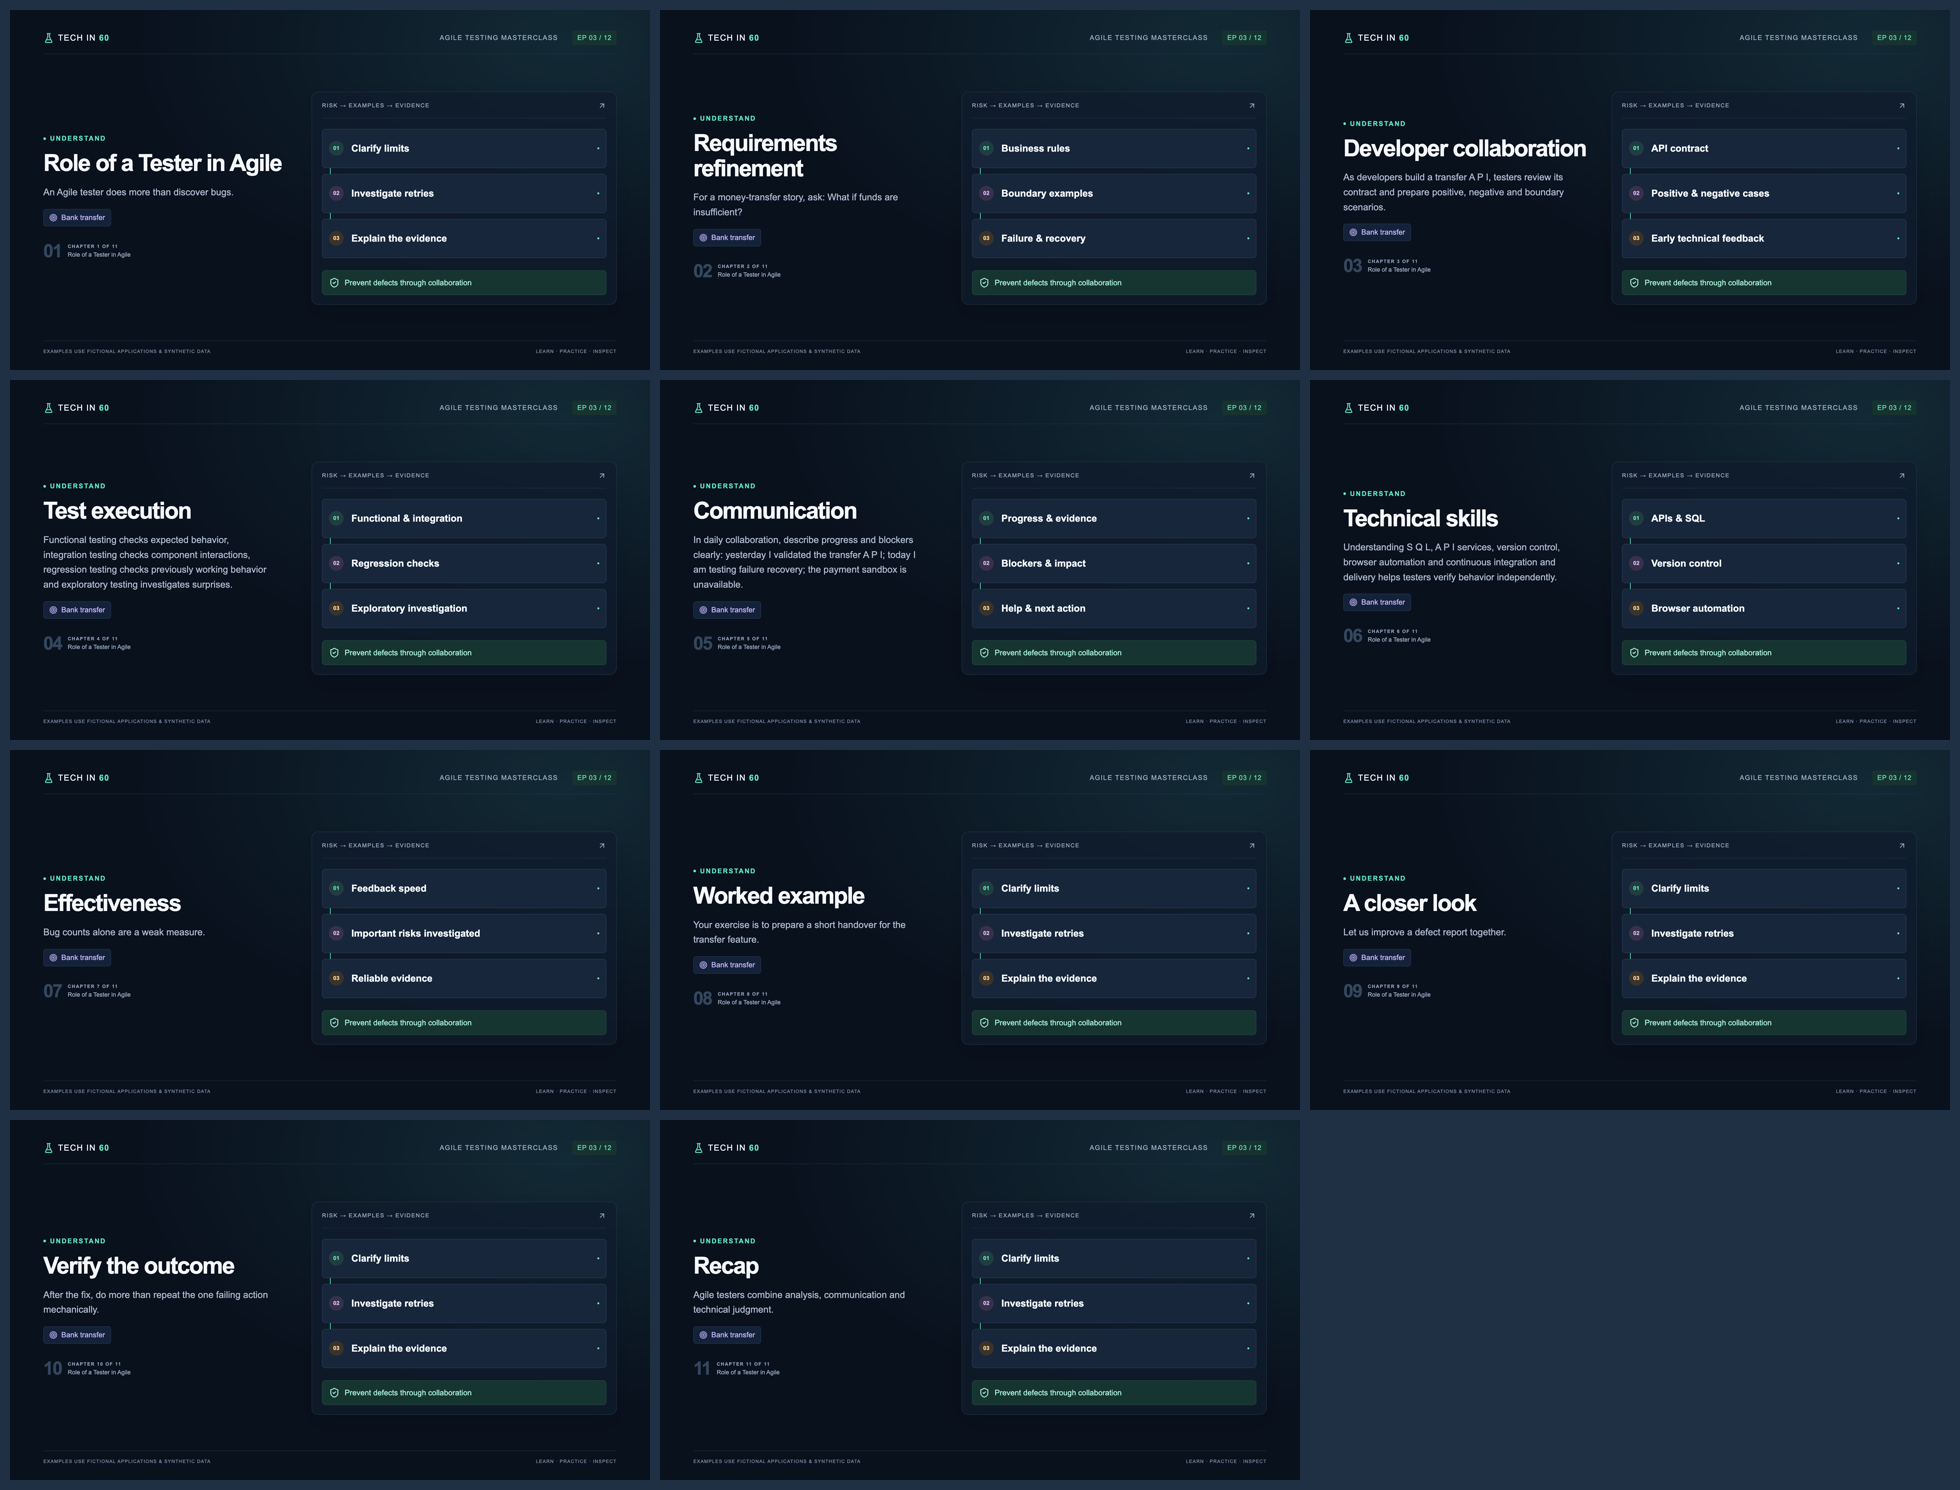 TECH IN 60
AGILE TESTING MASTERCLASS
EP 03 / 12
UNDERSTAND
Role of a Tester in Agile
An Agile tester does more than discover bugs.
Bank transfer
01
CHAPTER 1 OF 11
Role of a Tester in Agile
RISK → EXAMPLES → EVIDENCE
01 Clarify limits
02 Investigate retries
03 Explain the evidence
Prevent defects through collaboration
EXAMPLES USE FICTIONAL APPLICATIONS & SYNTHETIC DATA
LEARN · PRACTICE · INSPECT
TECH IN 60
AGILE TESTING MASTERCLASS
EP 03 / 12
UNDERSTAND
Requirements
refinement
For a money-transfer story, ask: What if funds are
insufficient?
Bank transfer
02
CHAPTER 2 OF 11
Role of a Tester in Agile
RISK → EXAMPLES → EVIDENCE
01 Business rules
02 Boundary examples
03 Failure & recovery
Prevent defects through collaboration
EXAMPLES USE FICTIONAL APPLICATIONS & SYNTHETIC DATA
LEARN · PRACTICE · INSPECT
TECH IN 60
AGILE TESTING MASTERCLASS
EP 03 / 12
UNDERSTAND
Developer collaboration
As developers build a transfer A P I, testers review its
contract and prepare positive, negative and boundary
scenarios.
Bank transfer
03
CHAPTER 3 OF 11
Role of a Tester in Agile
RISK → EXAMPLES → EVIDENCE
01 API contract
02 Positive & negative cases
03 Early technical feedback
Prevent defects through collaboration
EXAMPLES USE FICTIONAL APPLICATIONS & SYNTHETIC DATA
LEARN · PRACTICE · INSPECT
TECH IN 60
AGILE TESTING MASTERCLASS
EP 03 / 12
UNDERSTAND
Test execution
Functional testing checks expected behavior,
integration testing checks component interactions,
regression testing checks previously working behavior
and exploratory testing investigates surprises.
Bank transfer
04
CHAPTER 4 OF 11
Role of a Tester in Agile
RISK → EXAMPLES → EVIDENCE
01 Functional & integration
02 Regression checks
03 Exploratory investigation
Prevent defects through collaboration
EXAMPLES USE FICTIONAL APPLICATIONS & SYNTHETIC DATA
LEARN · PRACTICE · INSPECT
TECH IN 60
AGILE TESTING MASTERCLASS
EP 03 / 12
UNDERSTAND
Communication
In daily collaboration, describe progress and blockers
clearly: yesterday I validated the transfer A P I; today I
am testing failure recovery; the payment sandbox is
unavailable.
Bank transfer
05
CHAPTER 5 OF 11
Role of a Tester in Agile
RISK → EXAMPLES → EVIDENCE
01 Progress & evidence
02 Blockers & impact
03 Help & next action
Prevent defects through collaboration
EXAMPLES USE FICTIONAL APPLICATIONS & SYNTHETIC DATA
LEARN · PRACTICE · INSPECT
TECH IN 60
AGILE TESTING MASTERCLASS
EP 03 / 12
UNDERSTAND
Technical skills
Understanding S Q L, A P I services, version control,
browser automation and continuous integration and
delivery helps testers verify behavior independently.
Bank transfer
06
CHAPTER 6 OF 11
Role of a Tester in Agile
RISK → EXAMPLES → EVIDENCE
01 APIs & SQL
02 Version control
03 Browser automation
Prevent defects through collaboration
EXAMPLES USE FICTIONAL APPLICATIONS & SYNTHETIC DATA
LEARN · PRACTICE · INSPECT
TECH IN 60
AGILE TESTING MASTERCLASS
EP 03 / 12
UNDERSTAND
Effectiveness
Bug counts alone are a weak measure.
Bank transfer
07
CHAPTER 7 OF 11
Role of a Tester in Agile
RISK → EXAMPLES → EVIDENCE
01 Feedback speed
02 Important risks investigated
03 Reliable evidence
Prevent defects through collaboration
EXAMPLES USE FICTIONAL APPLICATIONS & SYNTHETIC DATA
LEARN · PRACTICE · INSPECT
TECH IN 60
AGILE TESTING MASTERCLASS
EP 03 / 12
UNDERSTAND
Worked example
Your exercise is to prepare a short handover for the
transfer feature.
Bank transfer
08
CHAPTER 8 OF 11
Role of a Tester in Agile
RISK → EXAMPLES → EVIDENCE
01 Clarify limits
02 Investigate retries
03 Explain the evidence
Prevent defects through collaboration
EXAMPLES USE FICTIONAL APPLICATIONS & SYNTHETIC DATA
LEARN · PRACTICE · INSPECT
TECH IN 60
AGILE TESTING MASTERCLASS
EP 03 / 12
UNDERSTAND
A closer look
Let us improve a defect report together.
Bank transfer
09
CHAPTER 9 OF 11
Role of a Tester in Agile
RISK → EXAMPLES → EVIDENCE
01 Clarify limits
02 Investigate retries
03 Explain the evidence
Prevent defects through collaboration
EXAMPLES USE FICTIONAL APPLICATIONS & SYNTHETIC DATA
LEARN · PRACTICE · INSPECT
TECH IN 60
AGILE TESTING MASTERCLASS
EP 03 / 12
UNDERSTAND
Verify the outcome
After the fix, do more than repeat the one failing action
mechanically.
Bank transfer
10
CHAPTER 10 OF 11
Role of a Tester in Agile
RISK → EXAMPLES → EVIDENCE
01 Clarify limits
02 Investigate retries
03 Explain the evidence
Prevent defects through collaboration
EXAMPLES USE FICTIONAL APPLICATIONS & SYNTHETIC DATA
LEARN · PRACTICE · INSPECT
TECH IN 60
AGILE TESTING MASTERCLASS
EP 03 / 12
UNDERSTAND
Recap
Agile testers combine analysis, communication and
technical judgment.
Bank transfer
11
CHAPTER 11 OF 11
Role of a Tester in Agile
RISK → EXAMPLES → EVIDENCE
01 Clarify limits
02 Investigate retries
03 Explain the evidence
Prevent defects through collaboration
EXAMPLES USE FICTIONAL APPLICATIONS & SYNTHETIC DATA
LEARN · PRACTICE · INSPECT